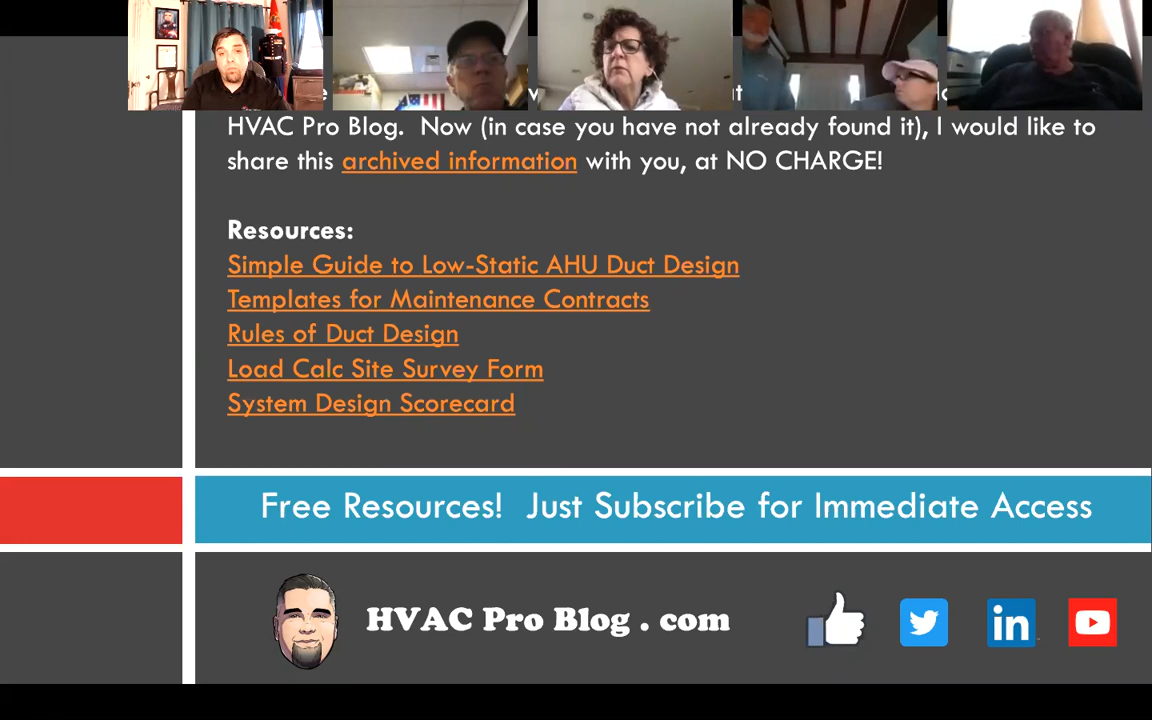 HVAC Pro Blog. Now (in case you have not already found it), I would like to
share this archived information with you, at NO CHARGE!
Resources:
Simple Guide to Low-Static AHU Duct Design
Templates for Maintenance Contracts
Rules of Duct Design
Load Calc Site Survey Form
System Design Scorecard
Free Resources! Just Subscribe for Immediate Access
HVAC Pro Blog . com
in